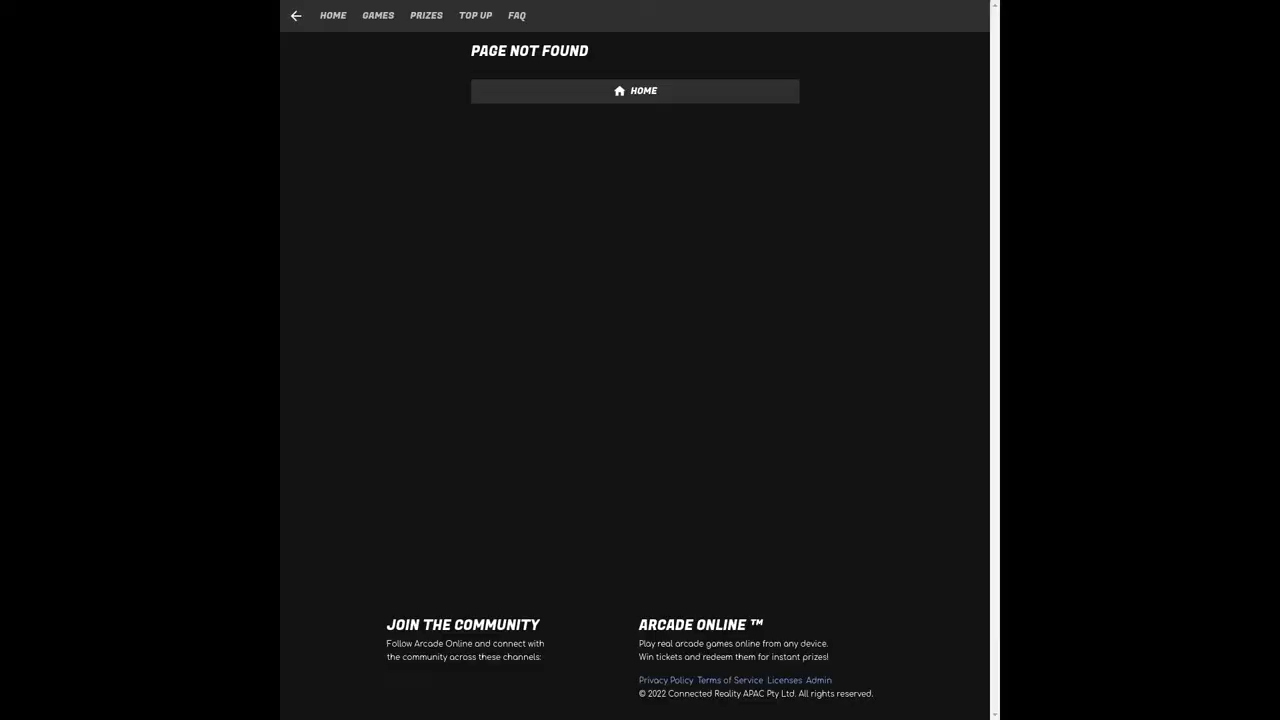 HOME GAMES PRIZES TOP UP FAQ
PAGE NOT FOUND
HOME
JOIN THE COMMUNITY
Follow Arcade Online and connect with
the community across these channels:
ARCADE ONLINE ™
Play real arcade games online from any device.
Win tickets and redeem them for instant prizes!
Privacy Policy Terms of Service Licenses Admin
© 2022 Connected Reality APAC Pty Ltd. All rights reserved.